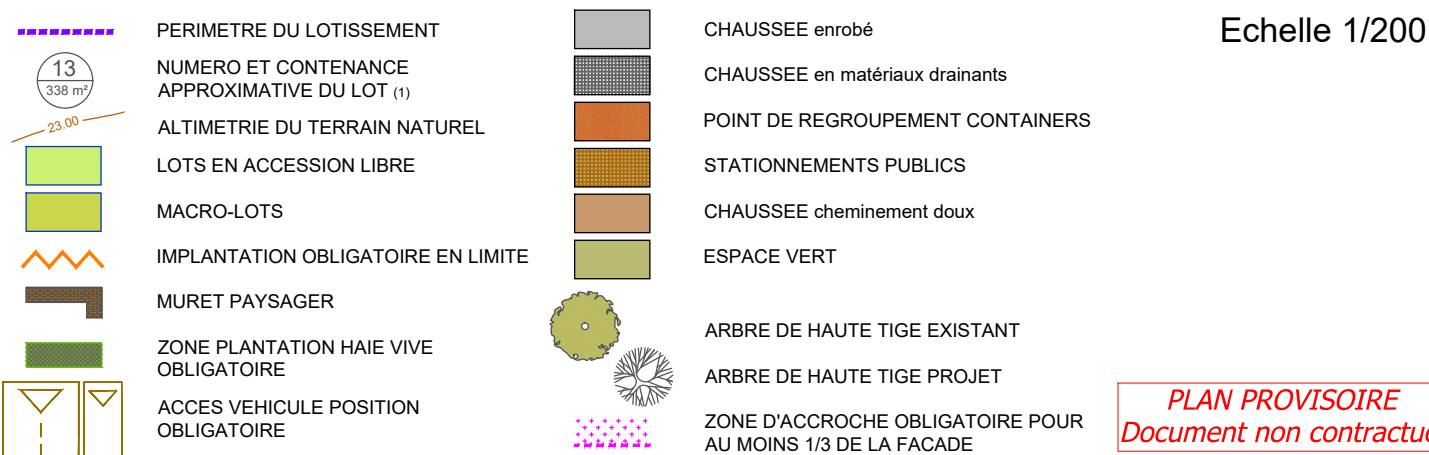 PERIMETRE DU LOTISSEMENT
13
338 m²
NUMERO ET CONTENANCE
APPROXIMATIVE DU LOT (1)
23.00
ALTIMETRIE DU TERRAIN NATUREL
LOTS EN ACCESSION LIBRE
MACRO-LOTS
IMPLANTATION OBLIGATOIRE EN LIMITE
MURET PAYSAGER
ZONE PLANTATION HAIE VIVE
OBLIGATOIRE
ACCES VEHICULE POSITION
OBLIGATOIRE
CHAUSSEE enrobé
CHAUSSEE en matériaux drainants
POINT DE REGROUPEMENT CONTAINERS
STATIONNEMENTS PUBLICS
CHAUSSEE cheminement doux
ESPACE VERT
ARBRE DE HAUTE TIGE EXISTANT
ARBRE DE HAUTE TIGE PROJET
ZONE D'ACCROCHE OBLIGATOIRE POUR
AU MOINS 1/3 DE LA FACADE
Echelle 1/200
PLAN PROVISOIRE
Document non contractue